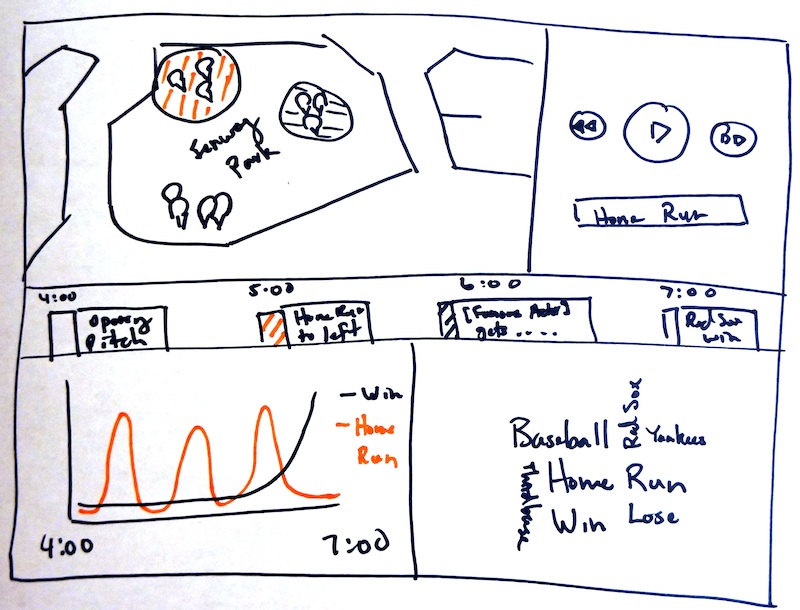 Fenway
Park
Home Run
4:00
5:00
6:00
7:00
Opening
Pitch
Home Run
to left
[Famous Actor]
gets ....
Red Sox
win
Win
Home
Run
4:00
7:00
Baseball
Red Sox
Yankees
Third base
Home Run
Win
Lose